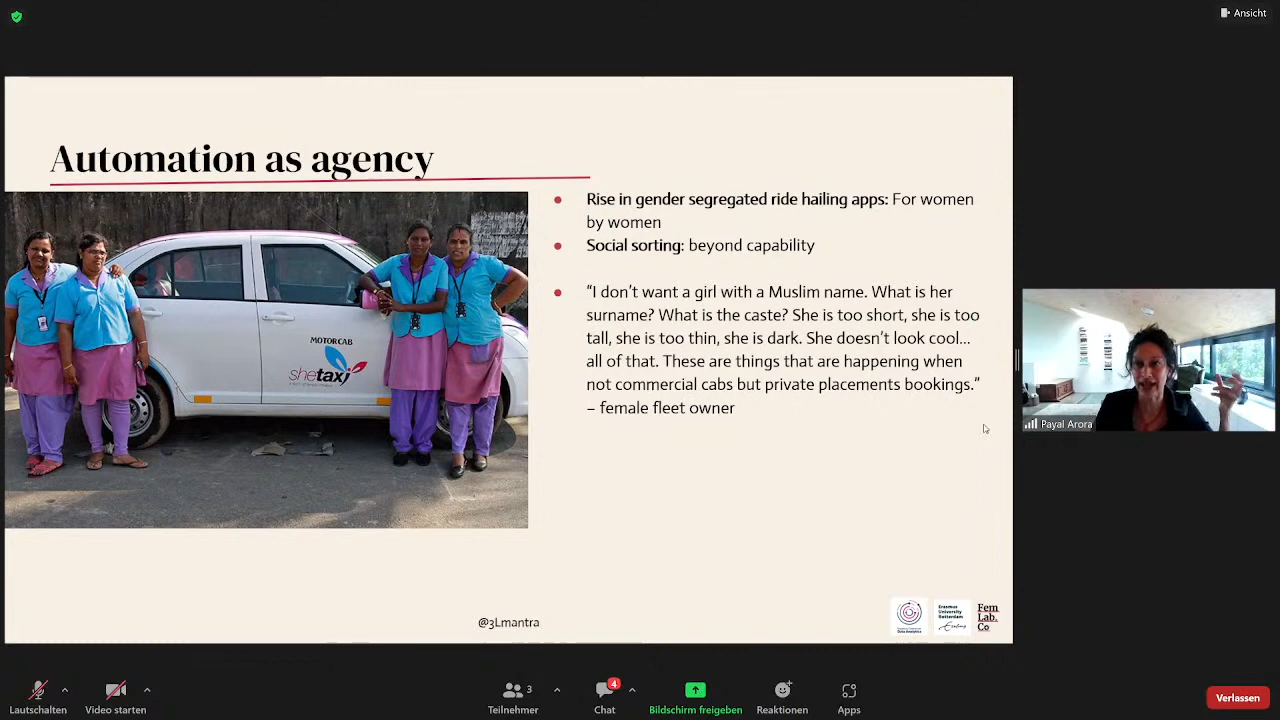 Ansicht
Automation as agency
Rise in gender segregated ride hailing apps: For women
by women
Social sorting: beyond capability
“I don’t want a girl with a Muslim name. What is her
surname? What is the caste? She is too short, she is too
tall, she is too thin, she is dark. She doesn’t look cool...
all of that. These are things that are happening when
not commercial cabs but private placements bookings.”
– female fleet owner
MOTORCAB
shetaxi
Payal Arora
@3Lmantra
Data Analytics
Erasmus
University
Rotterdam
Erasmus
Fem
Lab.
Co
Lautschalten
Video starten
3
Teilnehmer
4
Chat
Bildschirm freigeben
Reaktionen
Apps
Verlassen